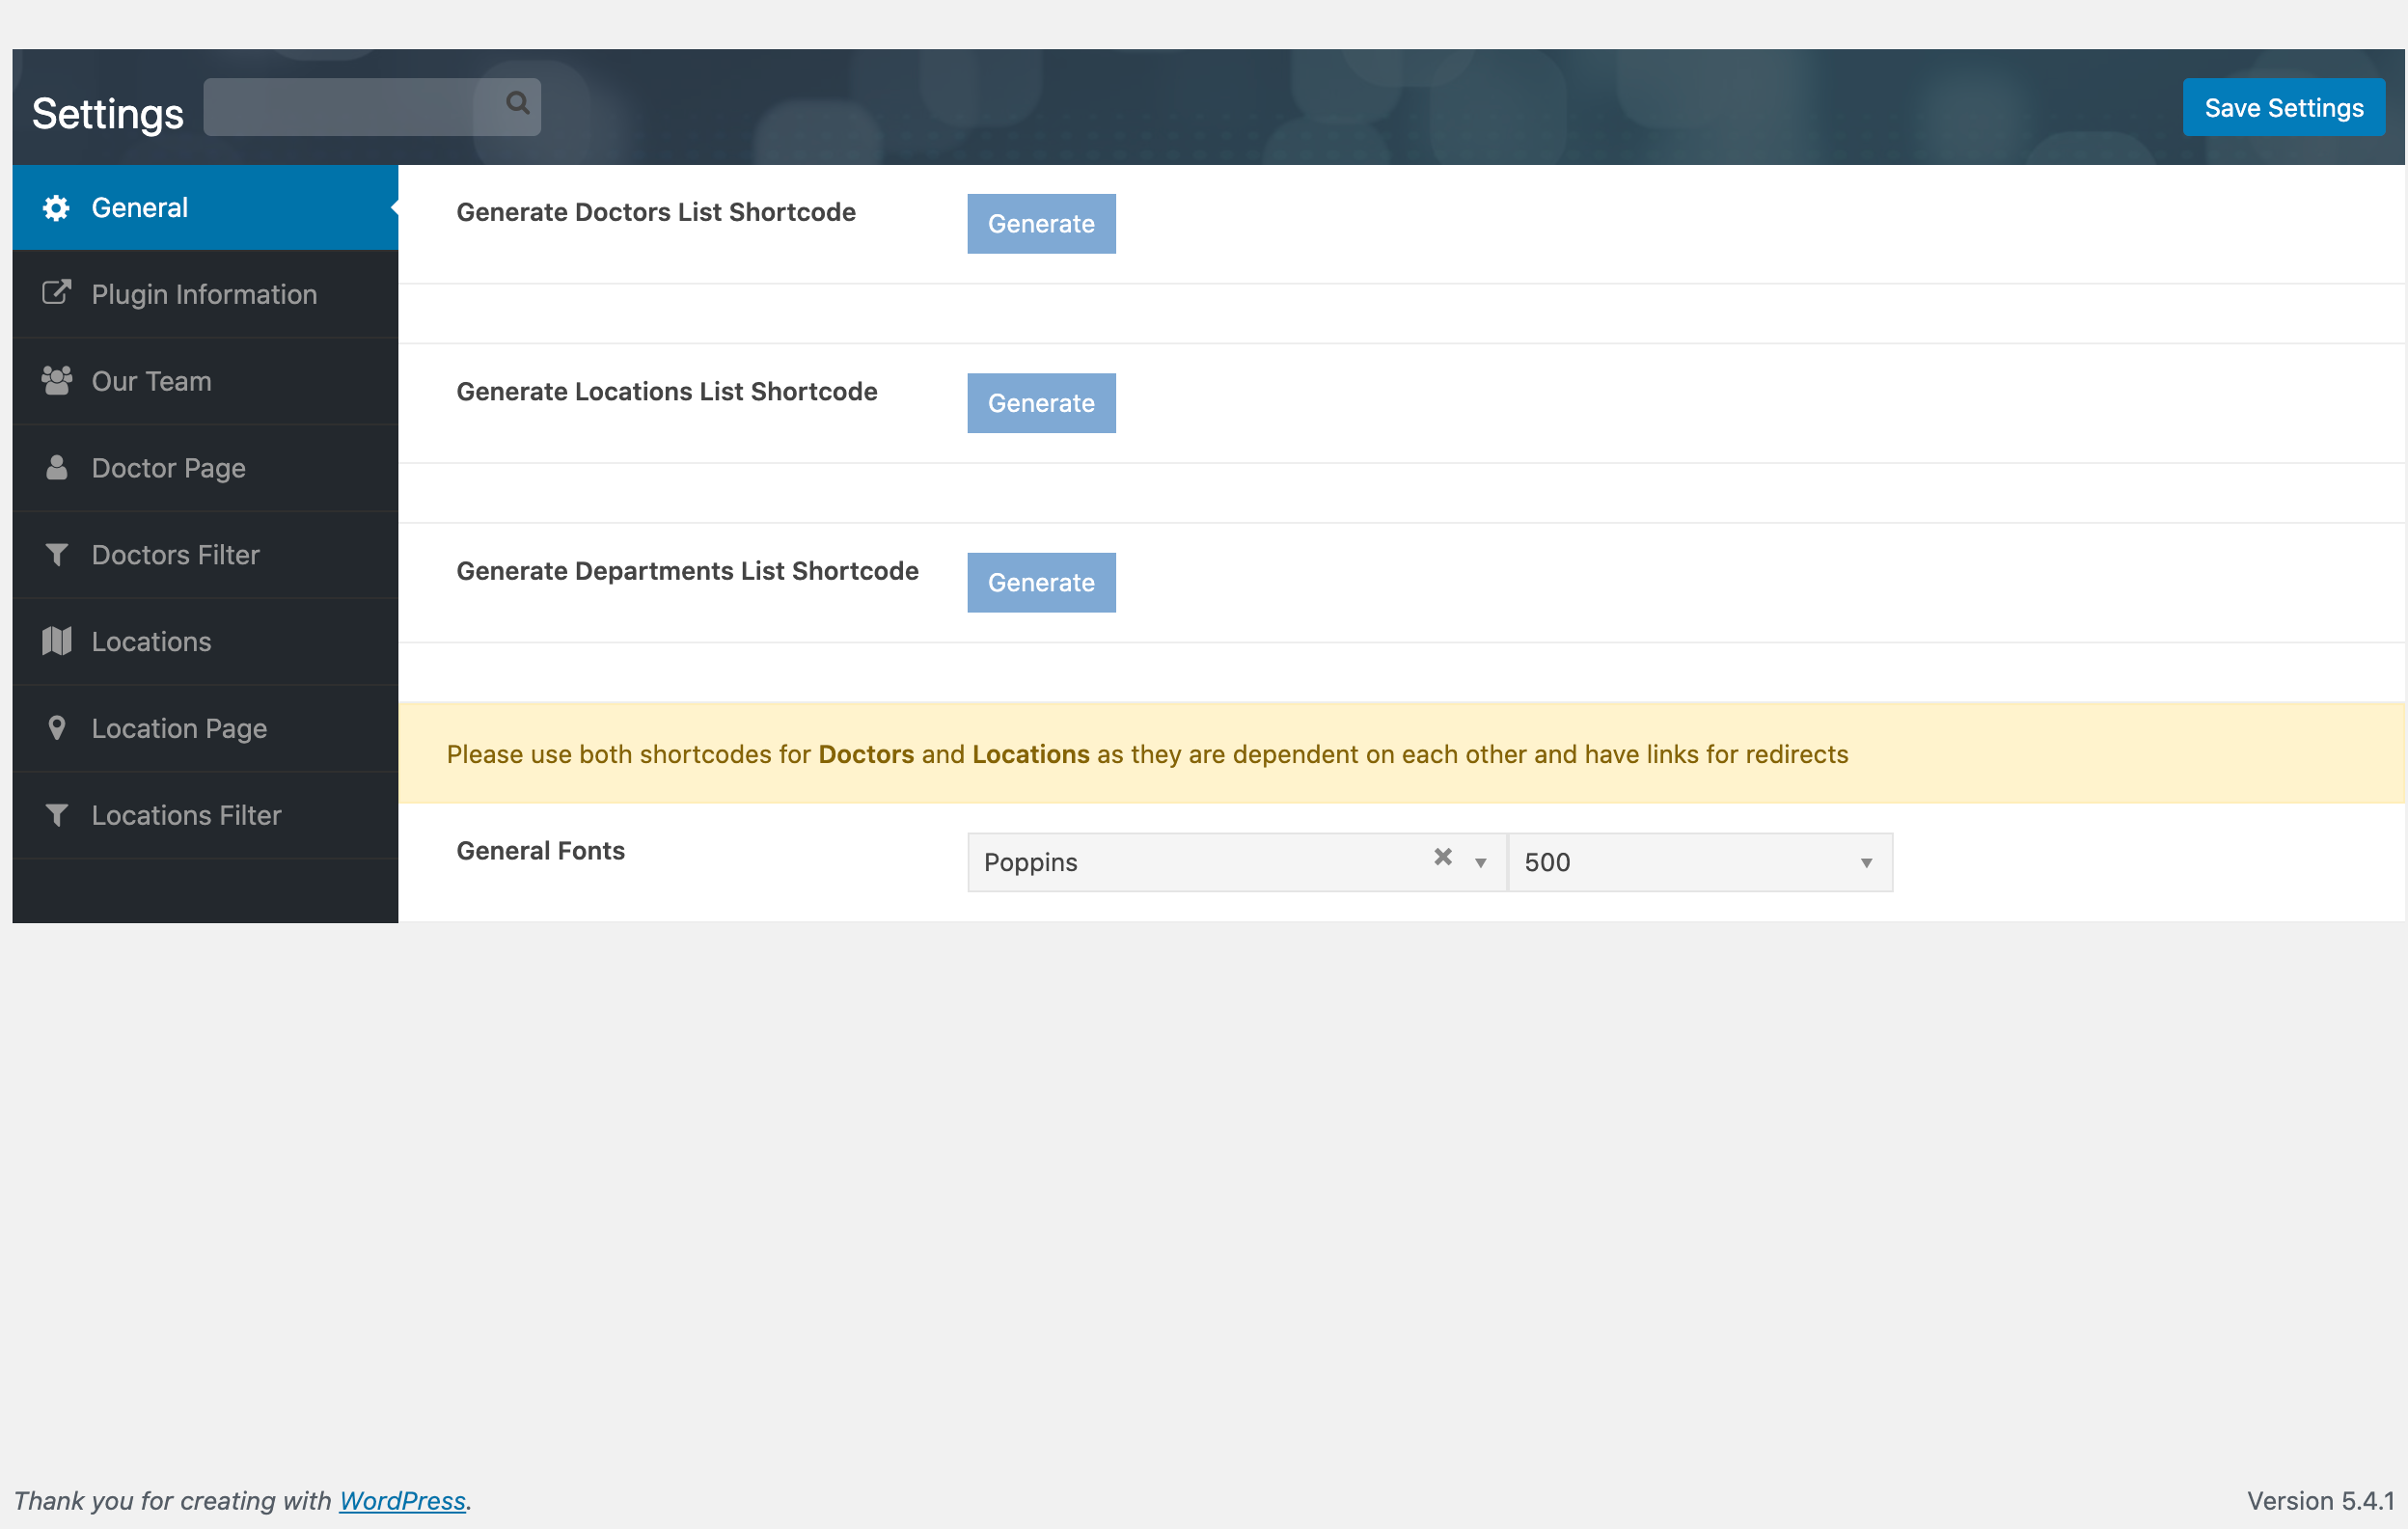 Settings
Save Settings
General
Plugin Information
Our Team
Doctor Page
Doctors Filter
Locations
Location Page
Locations Filter
Generate Doctors List Shortcode
Generate
Generate Locations List Shortcode
Generate
Generate Departments List Shortcode
Generate
Please use both shortcodes for Doctors and Locations as they are dependent on each other and have links for redirects
General Fonts
Poppins
500
Thank you for creating with WordPress.
Version 5.4.1